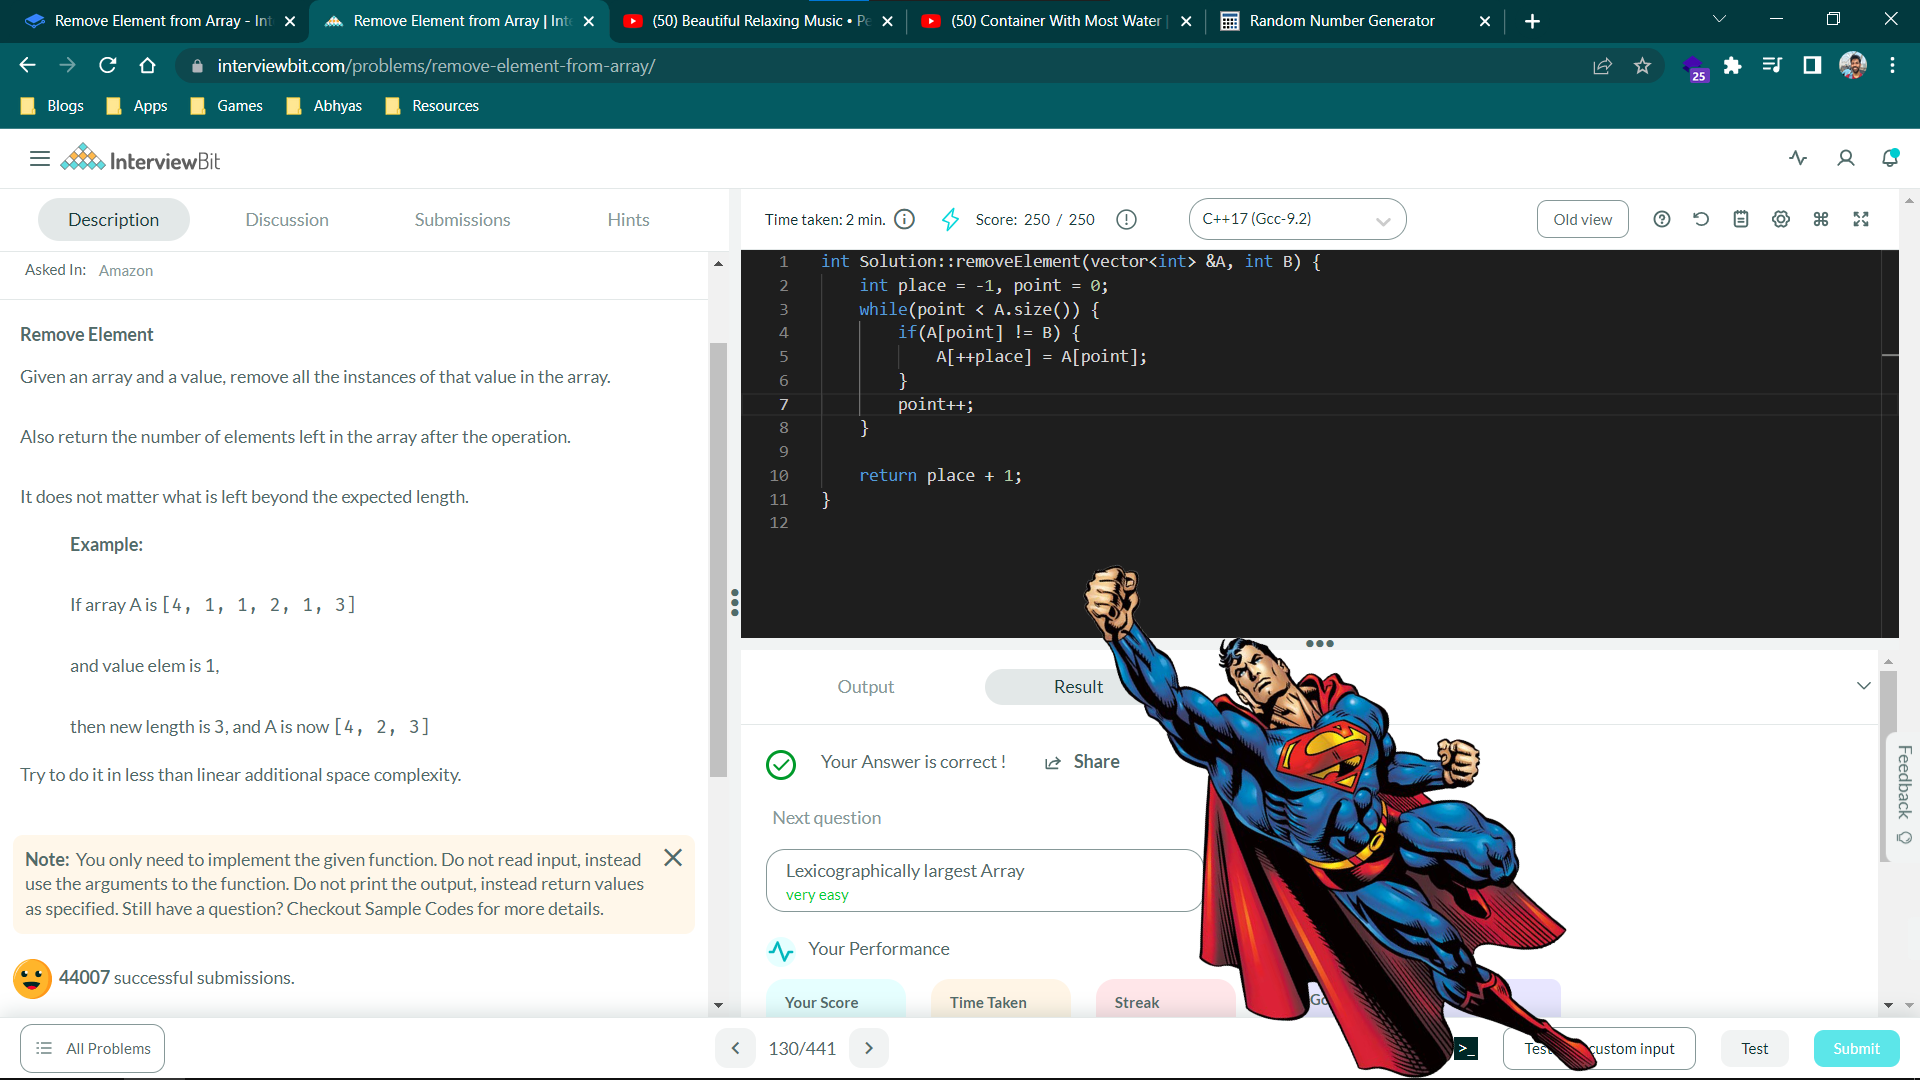 Remove Element from Array - Int
Remove Element from Array | Inte
(50) Beautiful Relaxing Music • Pe
(50) Container With Most Water |
Random Number Generator
interviewbit.com/problems/remove-element-from-array/
25
Blogs
Apps
Games
Abhyas
Resources
InterviewBit
Description
Discussion
Submissions
Hints
Time taken: 2 min.
Score: 250 / 250
C++17 (Gcc-9.2)
Old view
Asked In: Amazon
Remove Element
Given an array and a value, remove all the instances of that value in the array.
Also return the number of elements left in the array after the operation.
It does not matter what is left beyond the expected length.
Example:
If array A is [4, 1, 1, 2, 1, 3]
and value elem is 1,
then new length is 3, and A is now [4, 2, 3]
Try to do it in less than linear additional space complexity.
Note: You only need to implement the given function. Do not read input, instead
use the arguments to the function. Do not print the output, instead return values
as specified. Still have a question? Checkout Sample Codes for more details.
44007 successful submissions.
1 int Solution::removeElement(vector<int> &A, int B) {
2 int place = -1, point = 0;
3 while(point < A.size()) {
4 if(A[point] != B) {
5 A[++place] = A[point];
6 }
7 point++;
8 }
9
10 return place + 1;
11 }
12
Output
Result
Your Answer is correct !
Share
Next question
Lexicographically largest Array
very easy
Your Performance
Your Score
Time Taken
Streak
Go
Feedback
All Problems
130/441
>_
Tes
custom input
Test
Submit